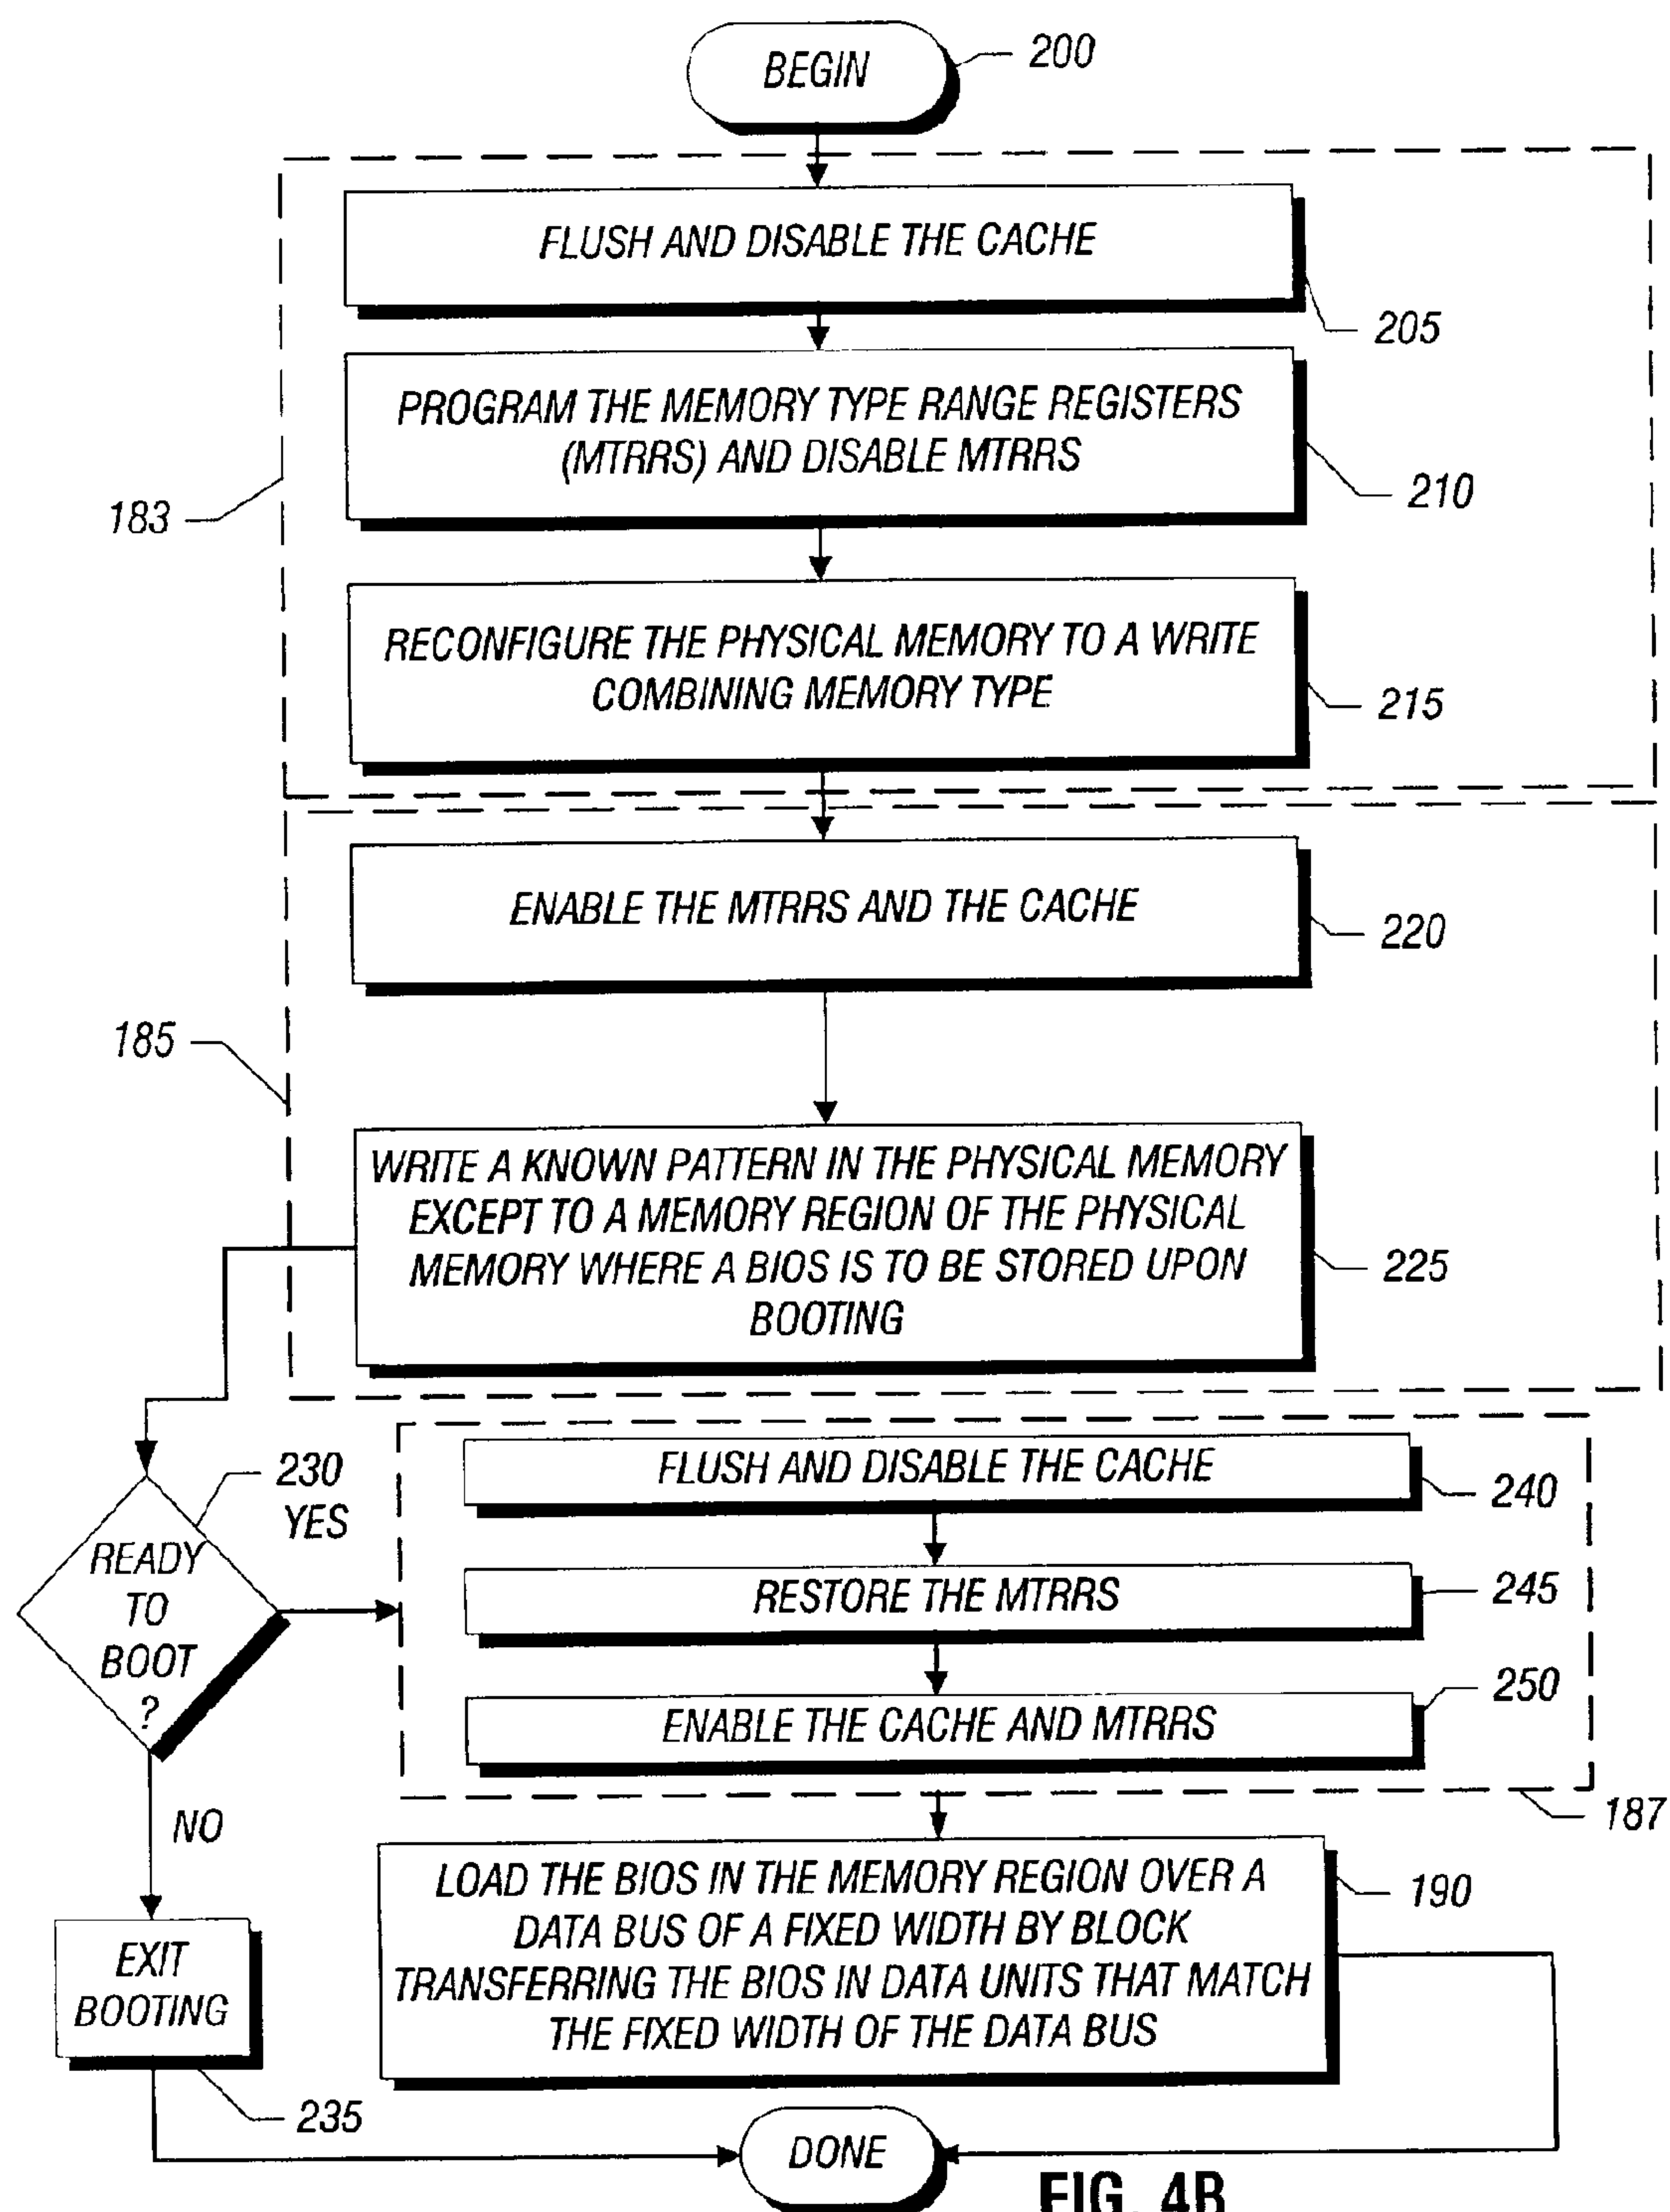 BEGIN
200
FLUSH AND DISABLE THE CACHE
205
PROGRAM THE MEMORY TYPE RANGE REGISTERS
(MTRRS) AND DISABLE MTRRS
210
183
RECONFIGURE THE PHYSICAL MEMORY TO A WRITE
COMBINING MEMORY TYPE
215
ENABLE THE MTRRS AND THE CACHE
220
185
WRITE A KNOWN PATTERN IN THE PHYSICAL MEMORY
EXCEPT TO A MEMORY REGION OF THE PHYSICAL
MEMORY WHERE A BIOS IS TO BE STORED UPON
BOOTING
225
230
YES
READY
TO
BOOT
?
FLUSH AND DISABLE THE CACHE
240
RESTORE THE MTRRS
245
ENABLE THE CACHE AND MTRRS
250
187
NO
LOAD THE BIOS IN THE MEMORY REGION OVER A
DATA BUS OF A FIXED WIDTH BY BLOCK
TRANSFERRING THE BIOS IN DATA UNITS THAT MATCH
THE FIXED WIDTH OF THE DATA BUS
190
EXIT
BOOTING
235
DONE
FIG. 4B